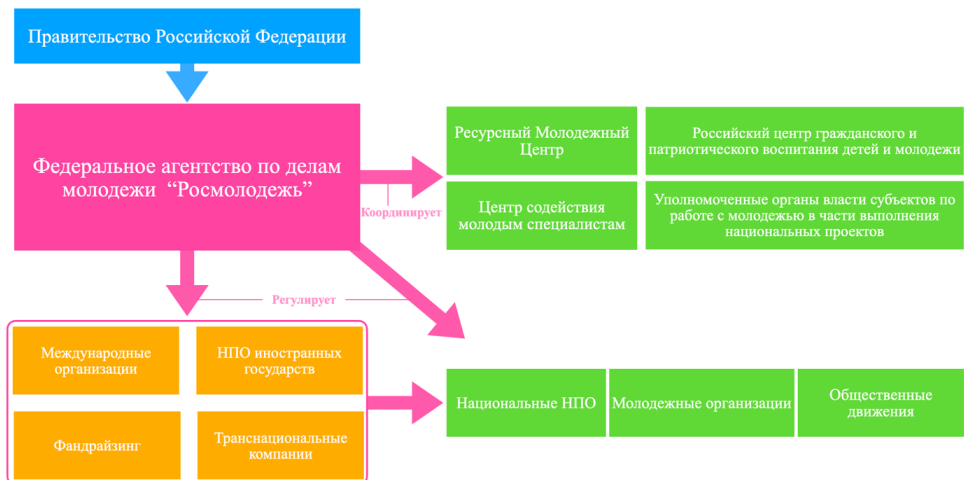 Правительство Российской Федерации
Федеральное агентство по делам
молодежи “Росмолодежь”
Координирует
Ресурсный Молодежный
Центр
Российский центр гражданского и
патриотического воспитания детей и молодежи
Центр содействия
молодым специалистам
Уполномоченные органы власти субъектов по
работе с молодежью в части выполнения
национальных проектов
Регулирует
Международные
организации
НПО иностранных
государств
Фандрайзинг
Транснациональные
компании
Национальные НПО
Молодежные организации
Общественные
движения